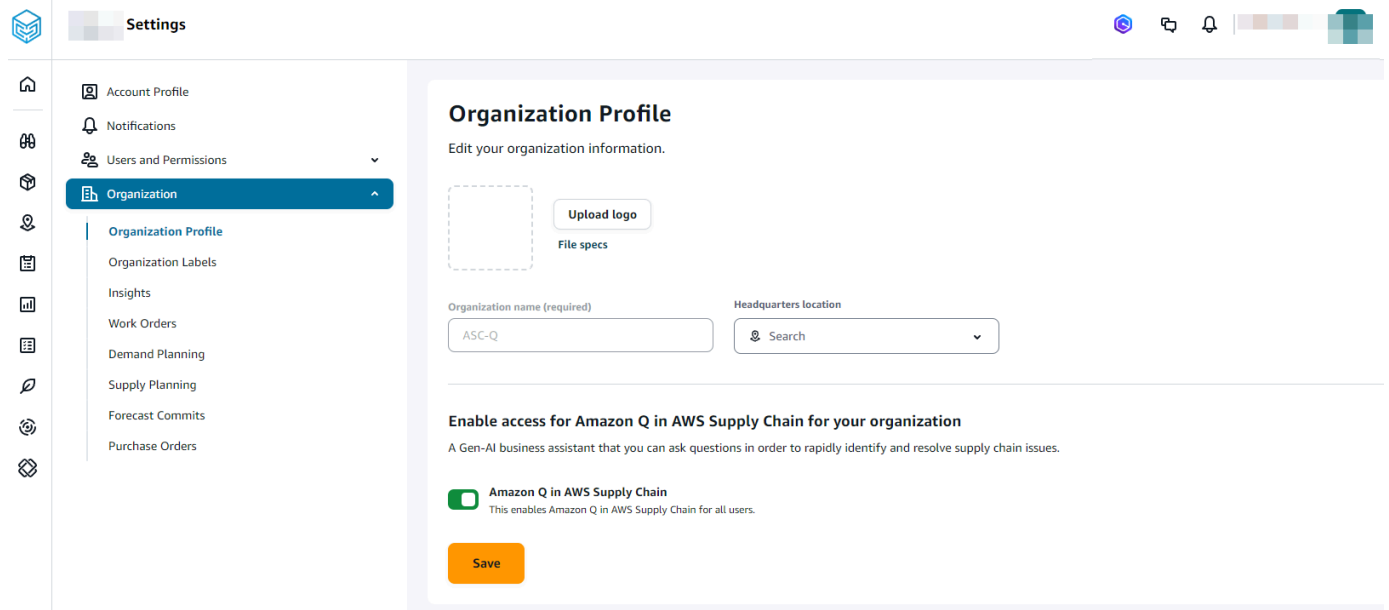 Settings
Account Profile
Notifications
Users and Permissions
Organization
Organization Profile
Organization Labels
Insights
Work Orders
Demand Planning
Supply Planning
Forecast Commits
Purchase Orders
Organization Profile
Edit your organization information.
Upload logo
File specs
Organization name (required)
ASC-Q
Headquarters location
Search
Enable access for Amazon Q in AWS Supply Chain for your organization
A Gen-AI business assistant that you can ask questions in order to rapidly identify and resolve supply chain issues.
Amazon Q in AWS Supply Chain
This enables Amazon Q in AWS Supply Chain for all users.
Save